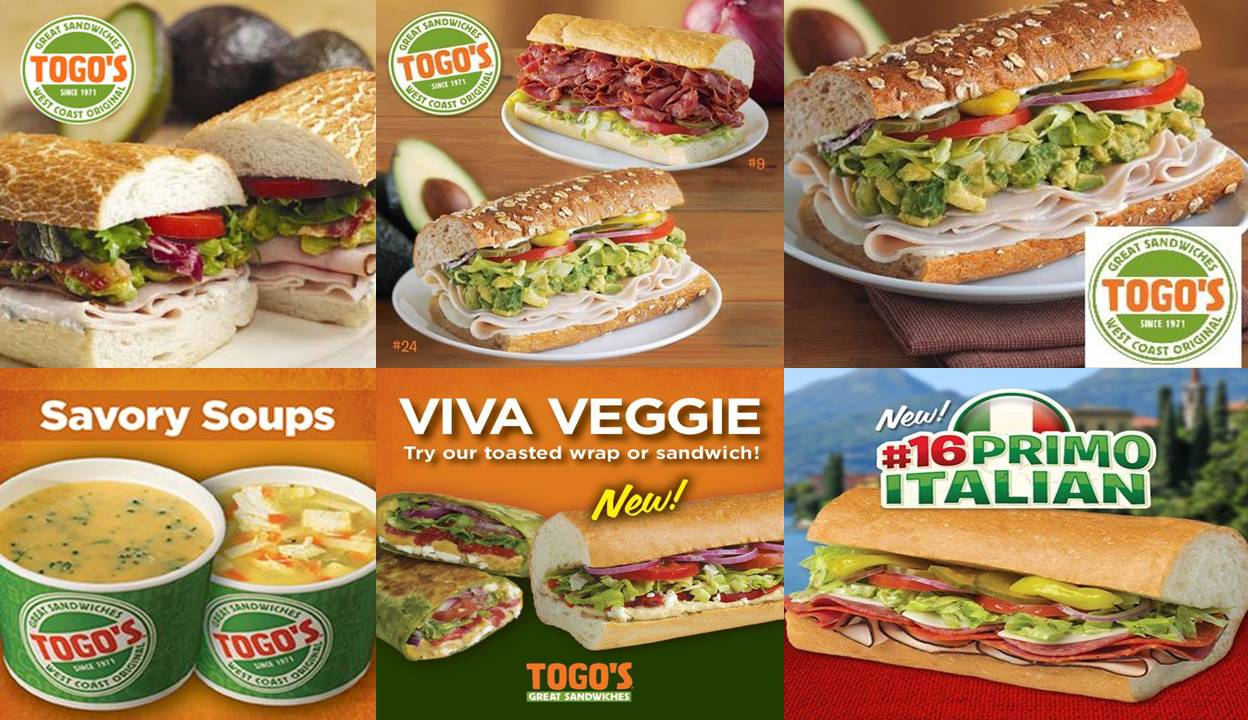 GREAT SANDWICHES
TOGO'S
SINCE 1971
WEST COAST ORIGINAL
GREAT SANDWICHES
TOGO'S
SINCE 1971
WEST COAST ORIGINAL
#9
#24
GREAT SANDWICHES
TOGO'S
SINCE 1971
WEST COAST ORIGINAL
Savory Soups
GREAT SANDWICHES
TOGO'S
SINCE 1971
WEST COAST ORIGINAL
GREAT SANDWICHES
TOGO'S
SINCE 1971
WEST COAST ORIGINAL
VIVA VEGGIE
Try our toasted wrap or sandwich!
New!
TOGO'S
GREAT SANDWICHES
New!
#16 PRIMO
ITALIAN